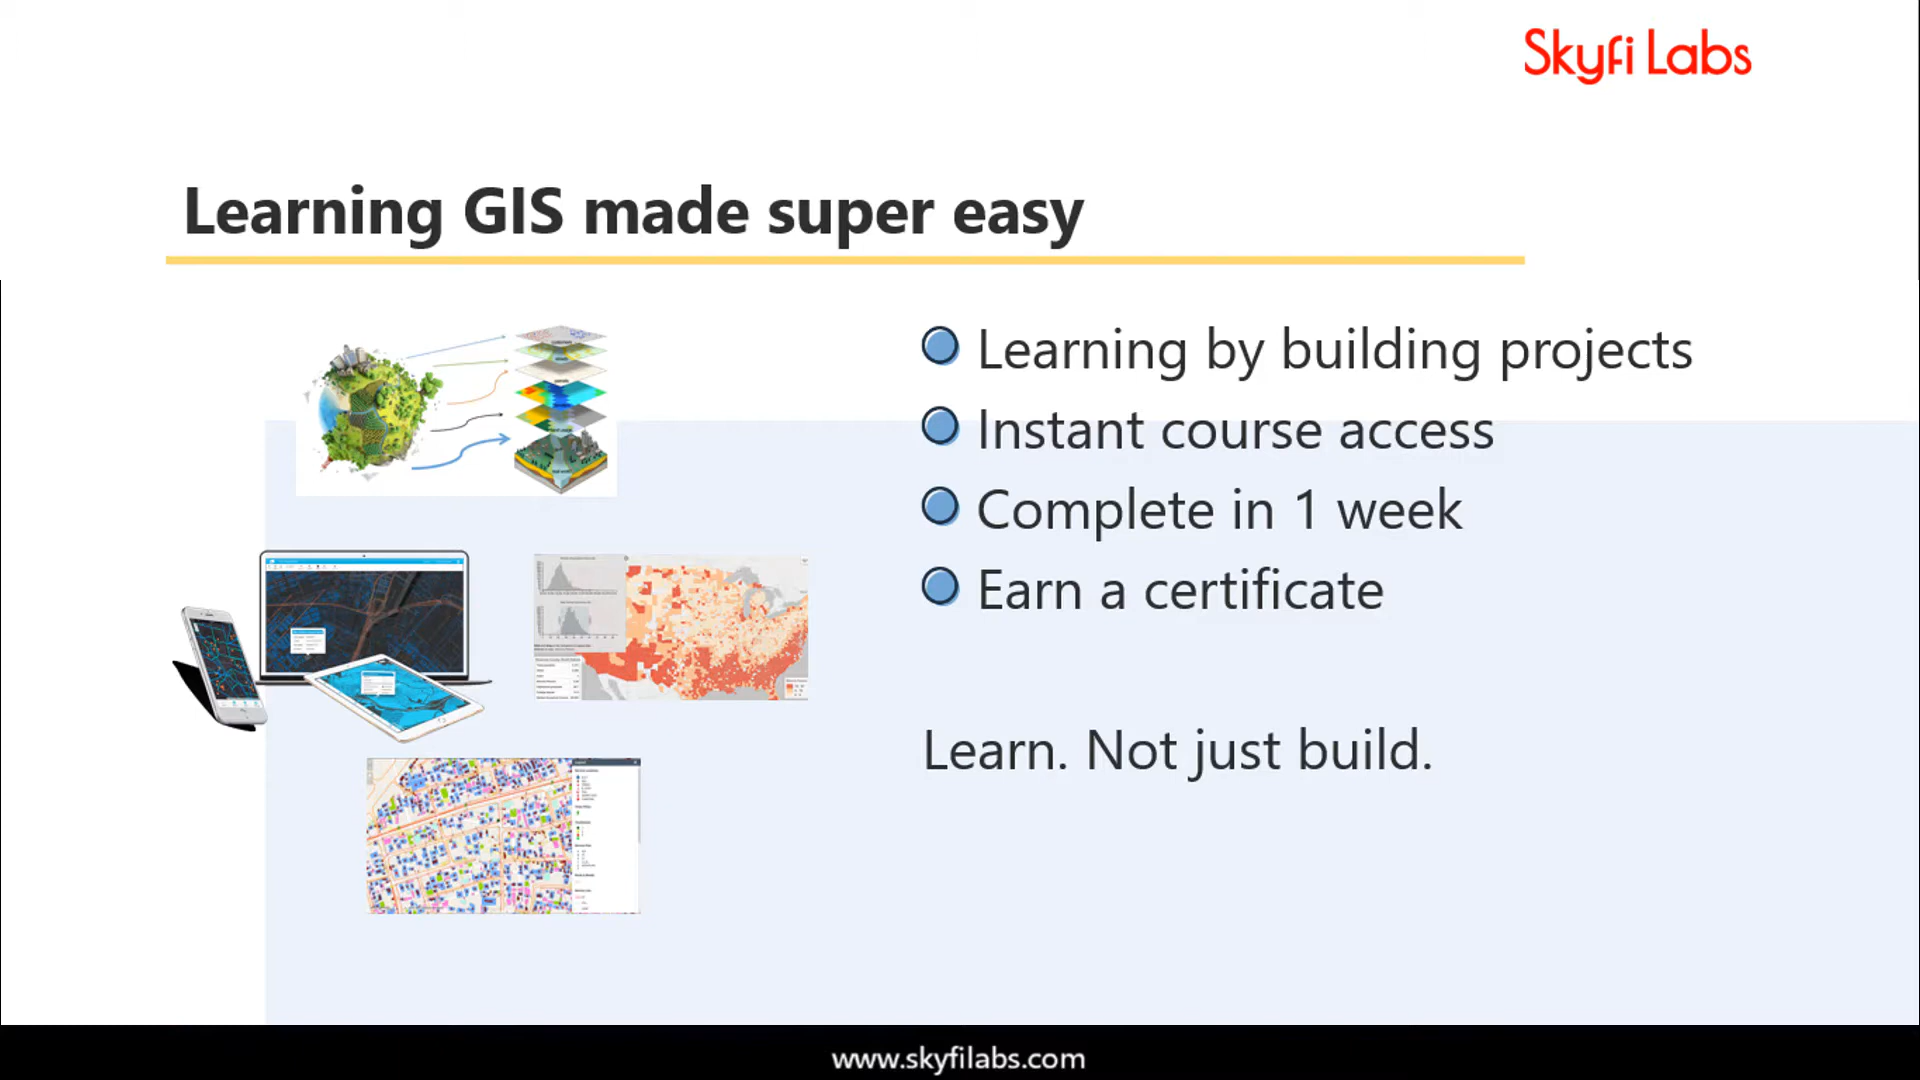 Skyfi Labs
Learning GIS made super easy
Learning by building projects
Instant course access
Complete in 1 week
Earn a certificate
Learn. Not just build.
www.skyfilabs.com